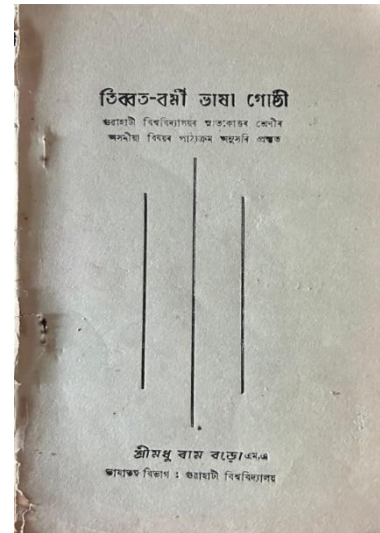 তিব্বত-বৰ্মী ভাষা গোষ্ঠী
গুৱাহাটী বিশ্ববিদ্যালয়ৰ স্নাতকোত্তৰ শ্ৰেণীৰ
অসমীয়া বিষয়ৰ পাঠ্যক্ৰম অনুসৰি প্ৰস্তুত
শ্ৰীমধু ৰাম বড়ো এম.এ
ভাষাতত্ত্ব বিভাগ : গুৱাহাটী বিশ্ববিদ্যালয়